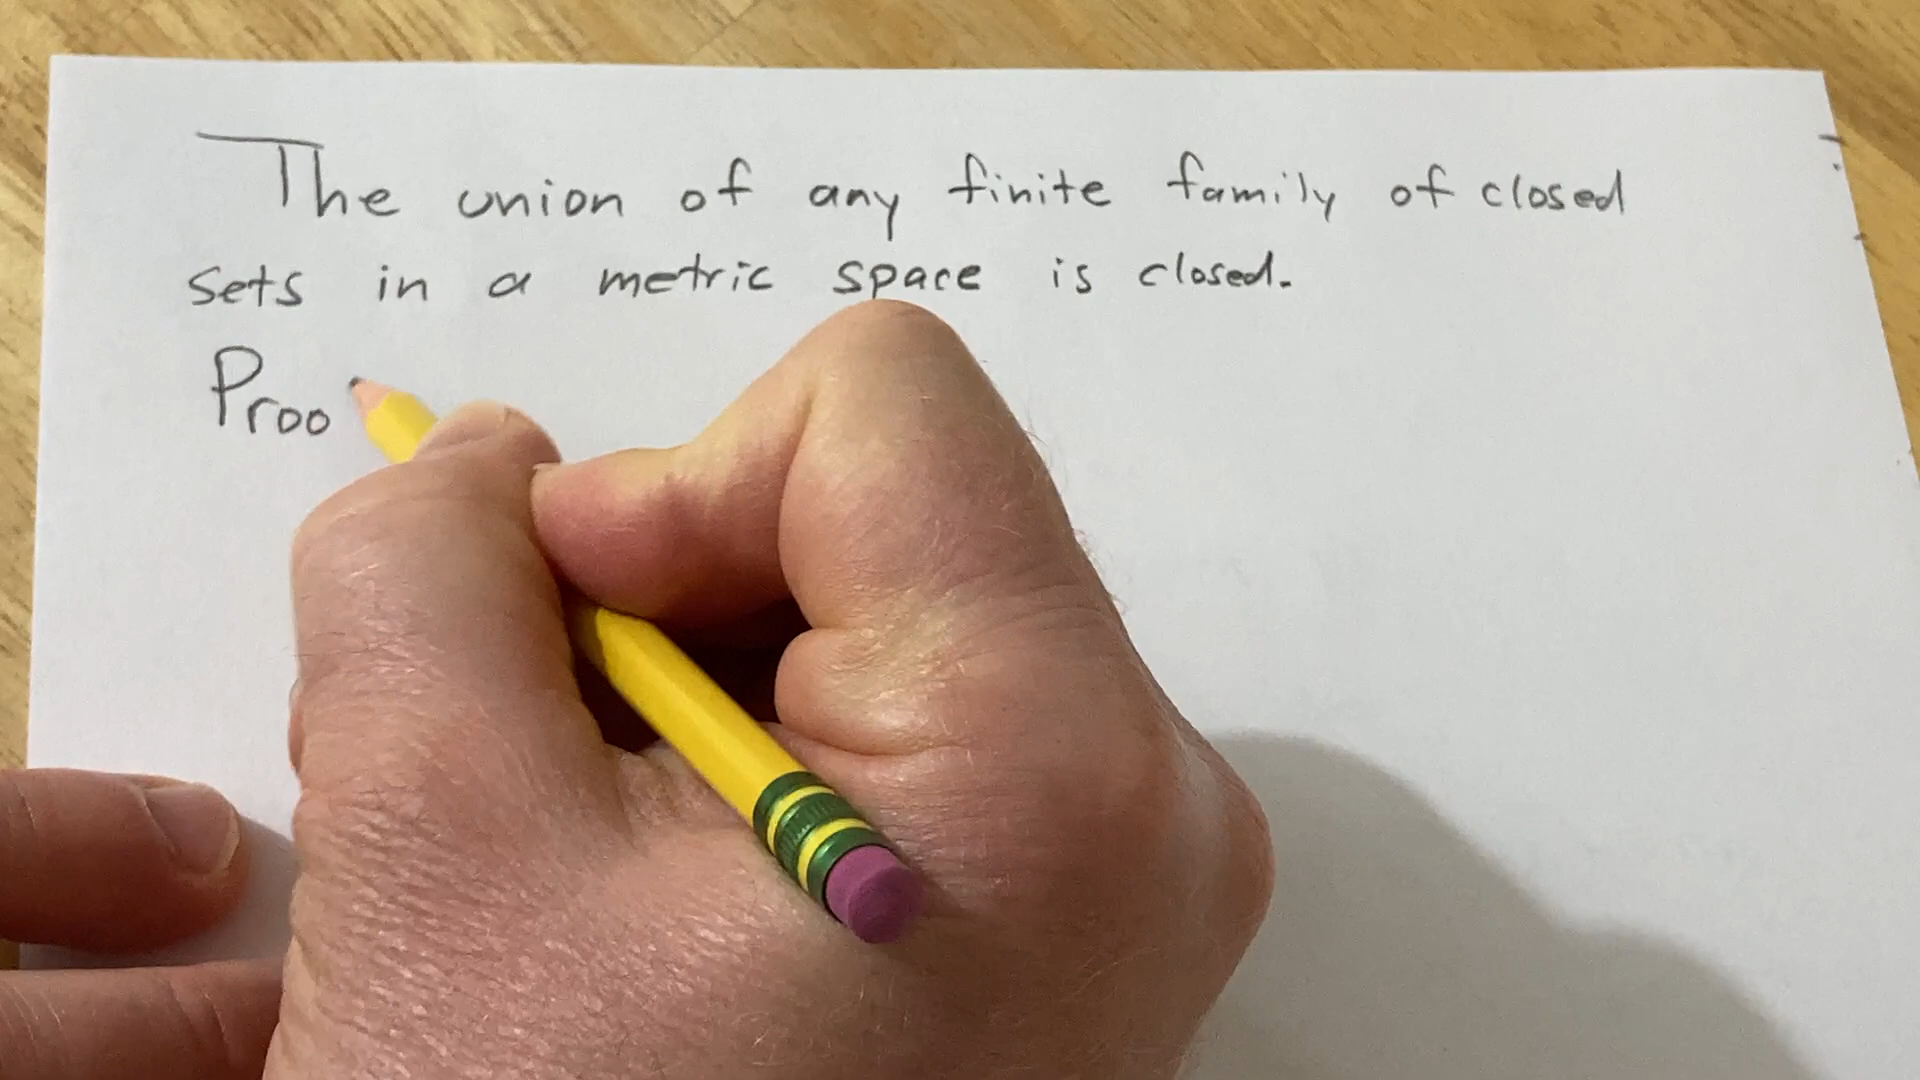 The union of any finite family of closed
sets in a metric space is closed.
Proo